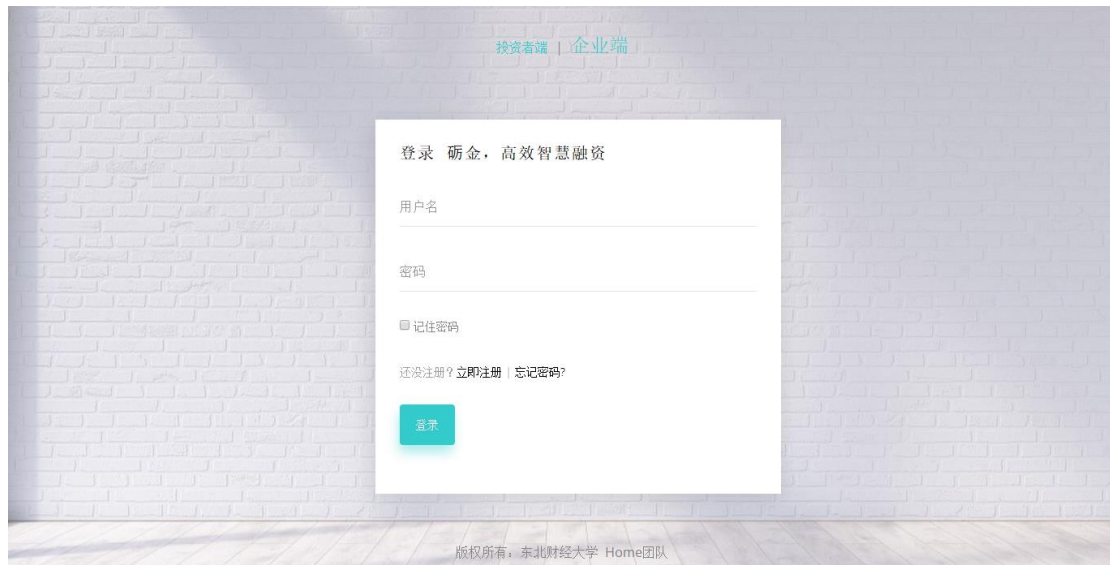 投资者端 | 企业端
登录 砺金，高效智慧融资
用户名
密码
记住密码
还没注册？立即注册 | 忘记密码?
登录
版权所有：东北财经大学 Home团队